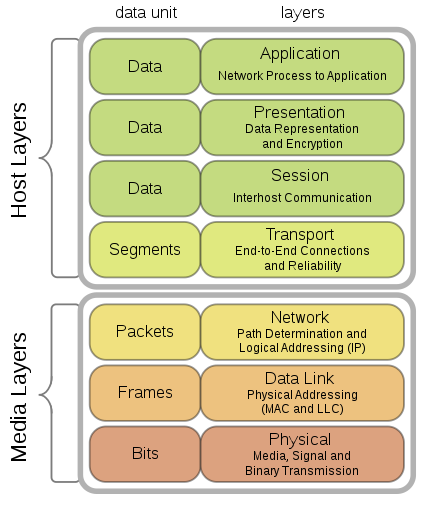 data unit layers
Host Layers
Data
Application
Network Process to Application
Data
Presentation
Data Representation
and Encryption
Data
Session
Interhost Communication
Segments
Transport
End-to-End Connections
and Reliability
Media Layers
Packets
Network
Path Determination and
Logical Addressing (IP)
Frames
Data Link
Physical Addressing
(MAC and LLC)
Bits
Physical
Media, Signal and
Binary Transmission